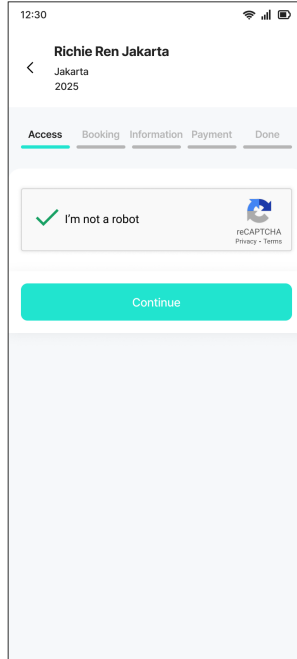 12:30
Richie Ren Jakarta
Jakarta
2025
Access Booking Information Payment Done
I'm not a robot
reCAPTCHA
Privacy - Terms
Continue